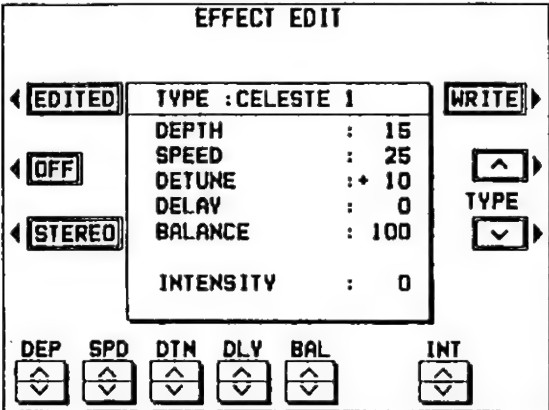 EFFECT EDIT
EDITED
TYPE :CELESTE 1
WRITE
DEPTH : 15
SPEED : 25
OFF
DETUNE :+ 10
DELAY : 0
TYPE
STEREO
BALANCE : 100
INTENSITY : 0
DEP SPD DTN DLY BAL INT